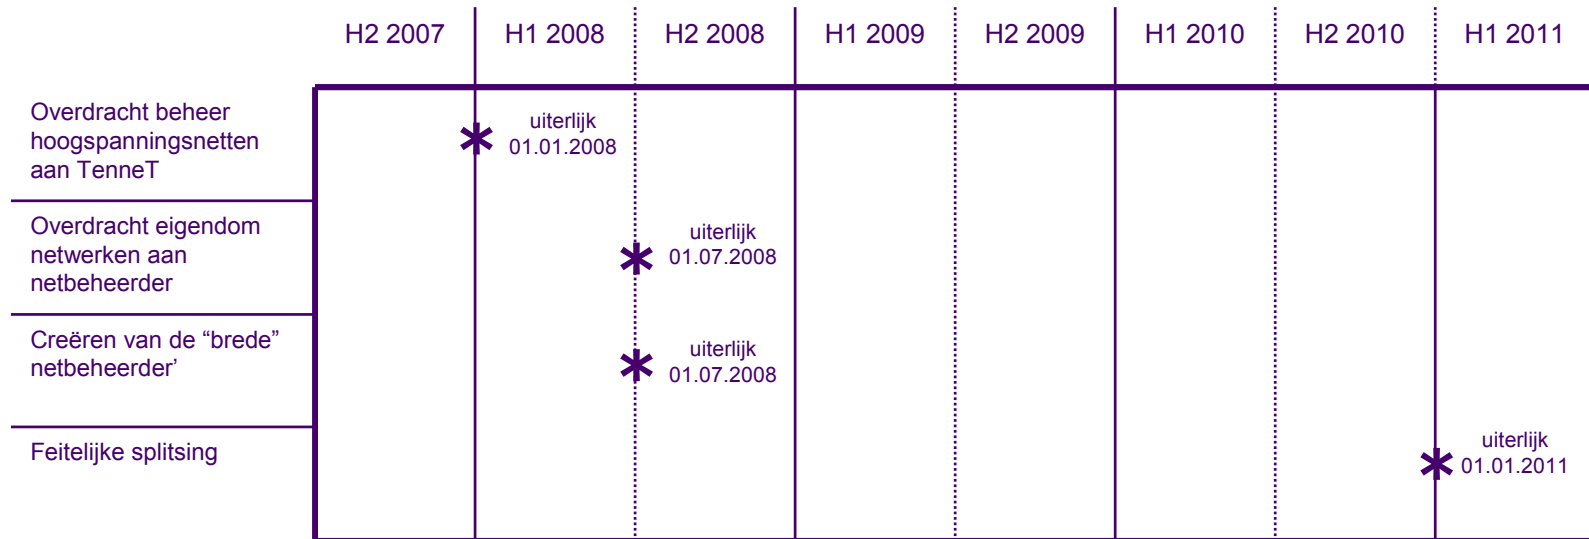 H2 2007 H1 2008 H2 2008 H1 2009 H2 2009 H1 2010 H2 2010 H1 2011
Overdracht beheer
hoogspanningsnetten
aan TenneT
uiterlijk
01.01.2008
Overdracht eigendom
netwerken aan
netbeheerder
uiterlijk
01.07.2008
Creëren van de “brede”
netbeheerder’
uiterlijk
01.07.2008
Feitelijke splitsing
uiterlijk
01.01.2011